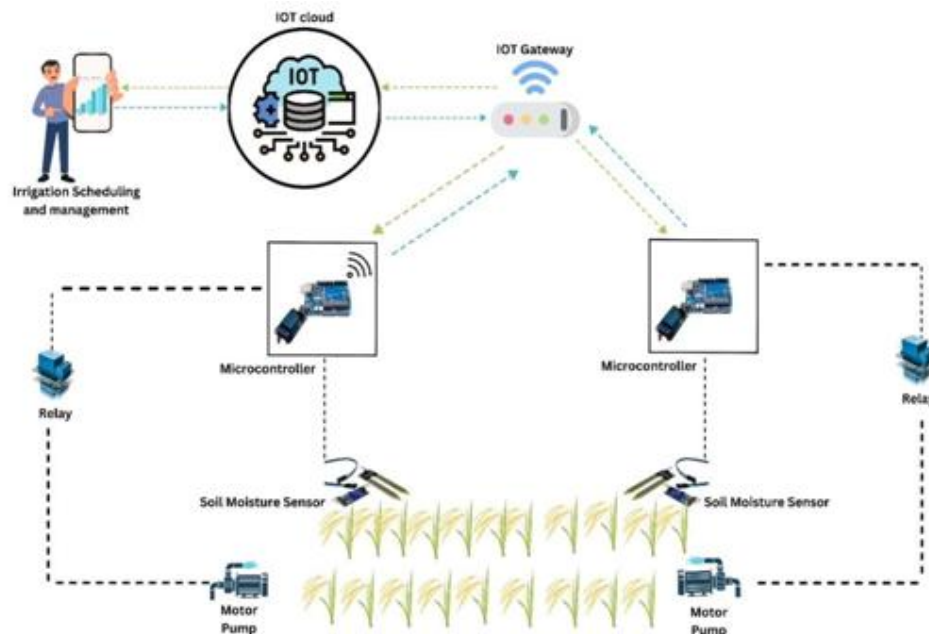 IOT cloud
IOT Gateway
IOT
Irrigation Scheduling
and management
Microcontroller
Microcontroller
Relay
Relay
Soil Moisture Sensor
Soil Moisture Sensor
Motor
Pump
Motor
Pump